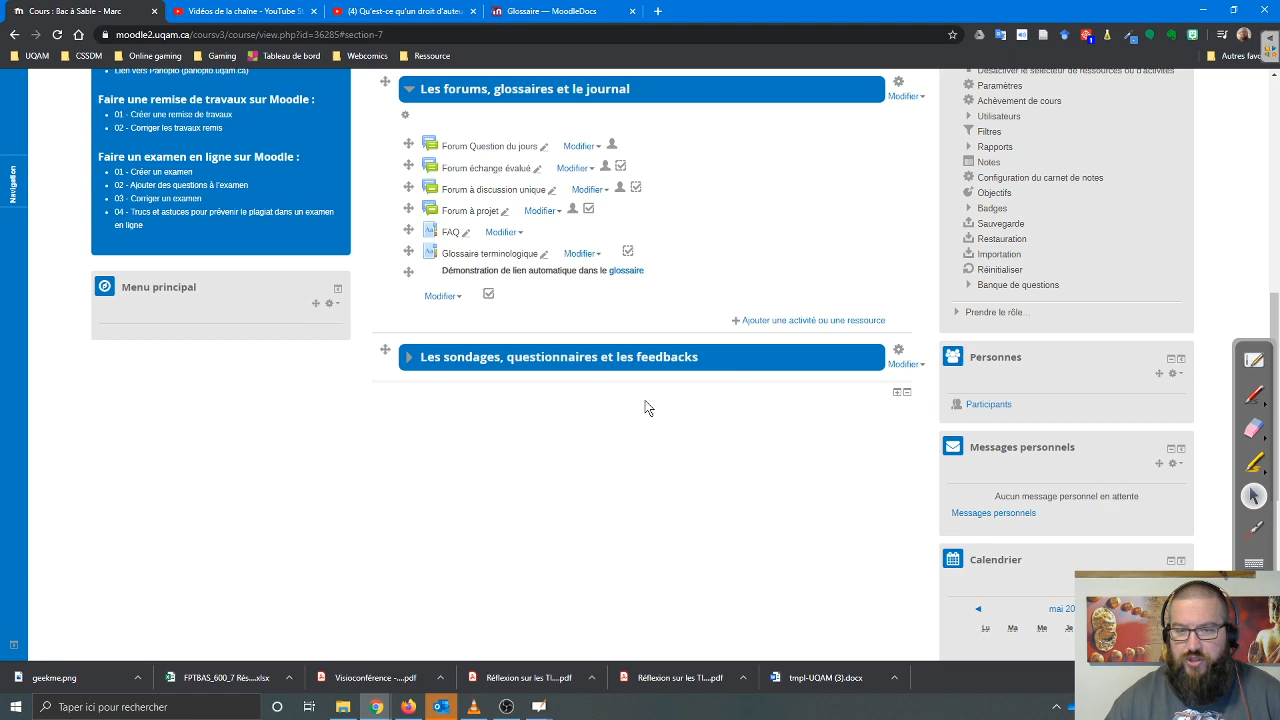 Cours : Bac à Sable - Marc
Vidéos de la chaîne - YouTube St
(4) Qu'est-ce qu'un droit d'auteu
Glossaire — MoodleDocs
moodle2.uqam.ca/coursv3/course/view.php?id=36285#section-7
UQAM
CSSDM
Online gaming
Gaming
Tableau de bord
Webcomics
Ressource
Autres favo
Navigation
Lien vers Panopto (panopto.uqam.ca)
Faire une remise de travaux sur Moodle :
01 - Créer une remise de travaux
02 - Corriger les travaux remis
Faire un examen en ligne sur Moodle :
01 - Créer un examen
02 - Ajouter des questions à l'examen
03 - Corriger un examen
04 - Trucs et astuces pour prévenir le plagiat dans un examen
en ligne
Menu principal
Les forums, glossaires et le journal
Modifier
Forum Question du jours Modifier
Forum échange évalué Modifier
Forum à discussion unique Modifier
Forum à projet Modifier
FAQ Modifier
Glossaire terminologique Modifier
Démonstration de lien automatique dans le glossaire
Modifier
Ajouter une activité ou une ressource
Les sondages, questionnaires et les feedbacks
Modifier
Désactiver le sélecteur de ressources ou d'activités
Paramètres
Achèvement de cours
Utilisateurs
Filtres
Rapports
Notes
Configuration du carnet de notes
Objectifs
Badges
Sauvegarde
Restauration
Importation
Réinitialiser
Banque de questions
Prendre le rôle…
Personnes
Participants
Messages personnels
Aucun message personnel en attente
Messages personnels
Calendrier
mai 20
Lu Ma Me Je
geekme.png
FPTBAS_600_7 Rés....xlsx
Visioconférence -....pdf
Réflexion sur les TI....pdf
Réflexion sur les TI....pdf
tmpl-UQAM (3).docx
Taper ici pour rechercher